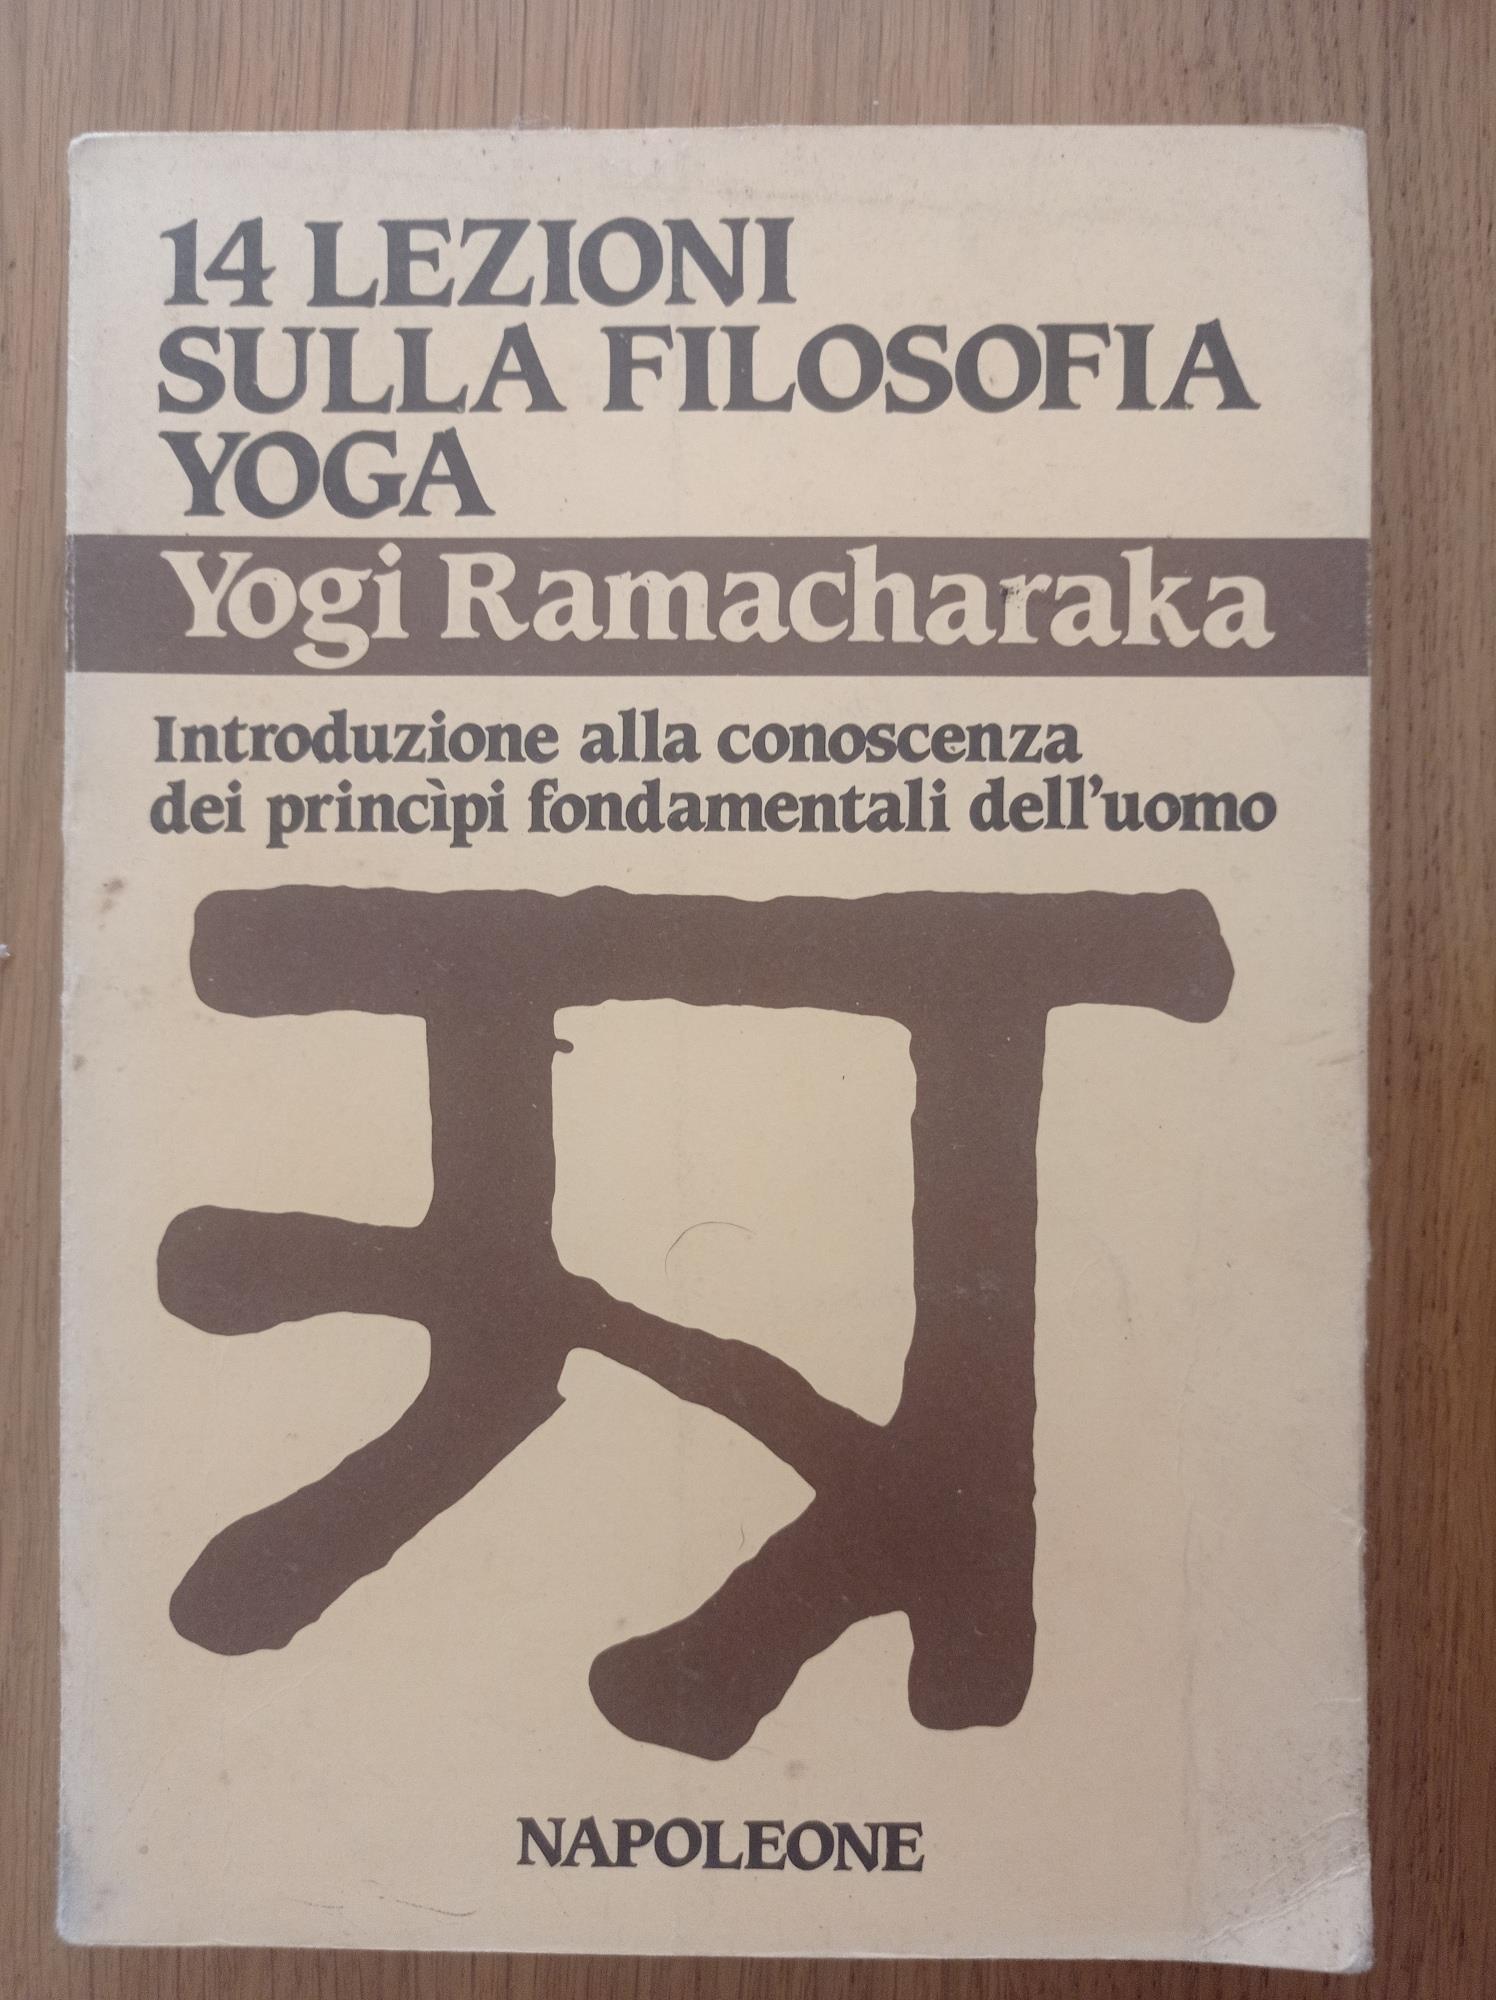 14 LEZIONI
SULLA FILOSOFIA
YOGA
Yogi Ramacharaka
Introduzione alla conoscenza
dei princìpi fondamentali dell'uomo
NAPOLEONE